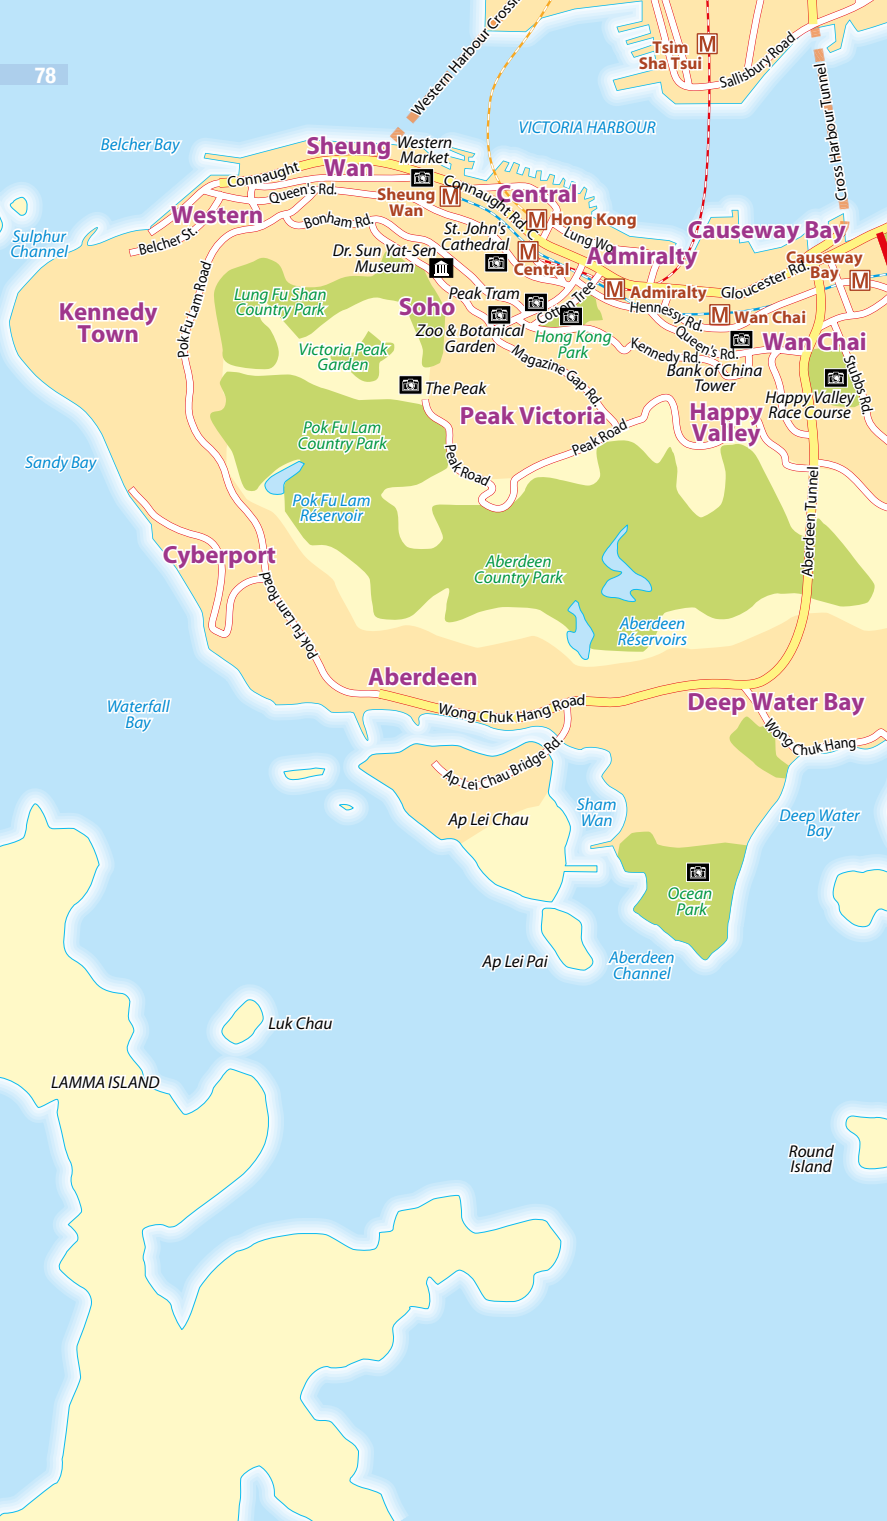 Western Harbour Crossin
Tsim
Sha Tsui
Salisbury Road
78
Cross Harbour Tunnel
VICTORIA HARBOUR
Belcher Bay
Sheung
Wan
Western
Market
Connaught
Queen's Rd.
Connaught Rd. C
Sheung
Wan
Central
Western
Bonham Rd.
Hong Kong
Belcher St.
St. John's
Cathedral
Lung Wo
Causeway Bay
Sulphur
Channel
Dr. Sun Yat-Sen
Museum
Central
Admiralty
Causeway
Bay
Pok Fu Lam Road
Lung Fu Shan
Country Park
Peak Tram
Cotton Tree
Admiralty
Gloucester Rd.
Kennedy
Town
Soho
Hennessy Rd.
Wan Chai
Zoo & Botanical
Garden
Hong Kong
Park
Queen's Rd.
Wan Chai
Victoria Peak
Garden
Magazine Gap Rd.
Kennedy Rd.
Bank of China
Tower
Stubbs Rd.
The Peak
Happy Valley
Race Course
Peak Victoria
Happy
Valley
Pok Fu Lam
Country Park
Peak Road
Peak Road
Sandy Bay
Pok Fu Lam
Réservoir
Aberdeen Tunnel
Cyberport
Aberdeen
Country Park
Pok Fu Lam Road
Aberdeen
Réservoirs
Aberdeen
Waterfall
Bay
Wong Chuk Hang Road
Deep Water Bay
Wong Chuk Hang
Ap Lei Chau Bridge Rd.
Sham
Wan
Ap Lei Chau
Deep Water
Bay
Ocean
Park
Ap Lei Pai
Aberdeen
Channel
Luk Chau
LAMMA ISLAND
Round
Island